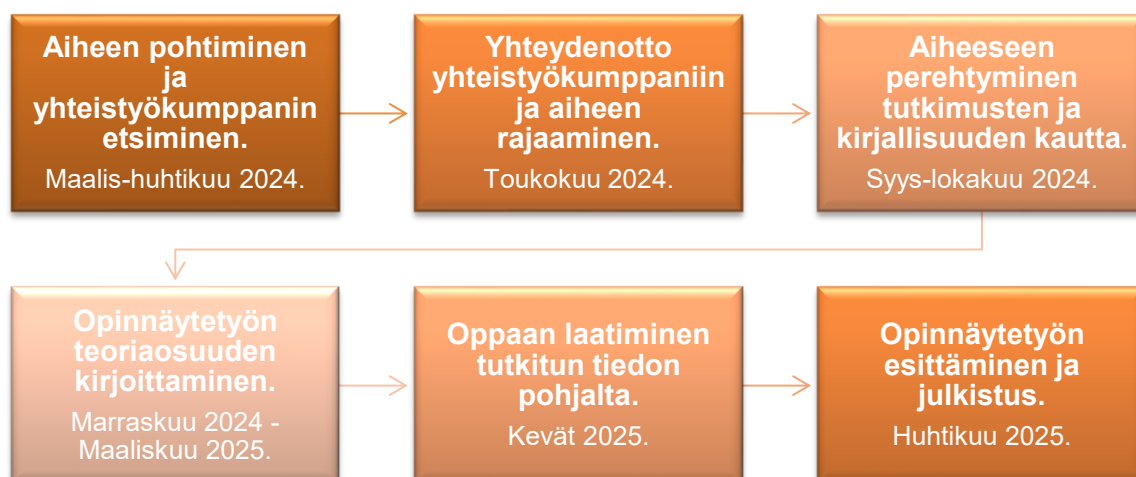 Aiheen pohtiminen
ja
yhteistyökumppanin
etsiminen.
Maalis-huhtikuu 2024.
Yhteydenotto
yhteistyökumppaniin
ja aiheen
rajaaminen.
Toukokuu 2024.
Aiheeseen
perehtyminen
tutkimusten ja
kirjallisuuden kautta.
Syys-lokakuu 2024.
Opinnäytetyön
teoriaosuuden
kirjoittaminen.
Marraskuu 2024 -
Maaliskuu 2025.
Oppaan laatiminen
tutkitun tiedon
pohjalta.
Kevät 2025.
Opinnäytetyön
esittäminen ja
julkistus.
Huhtikuu 2025.